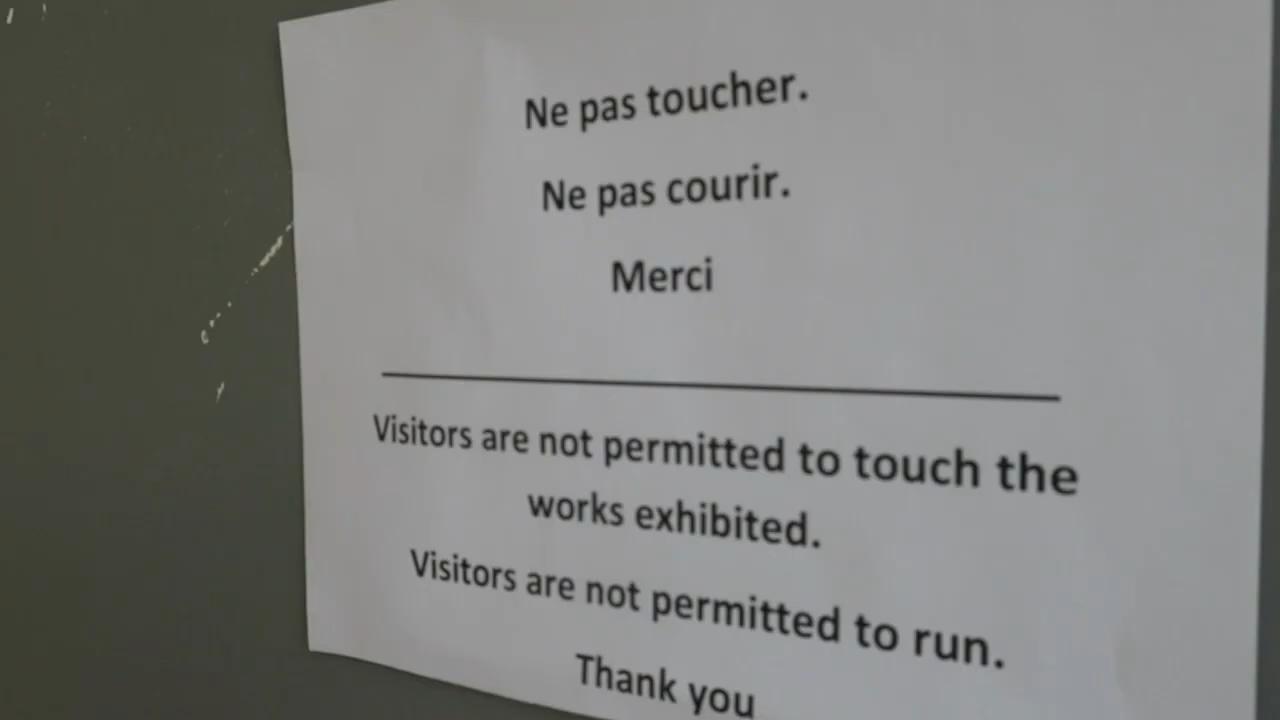 Ne pas toucher.
Ne pas courir.
Merci
Visitors are not permitted to touch the
works exhibited.
Visitors are not permitted to run.
Thank you